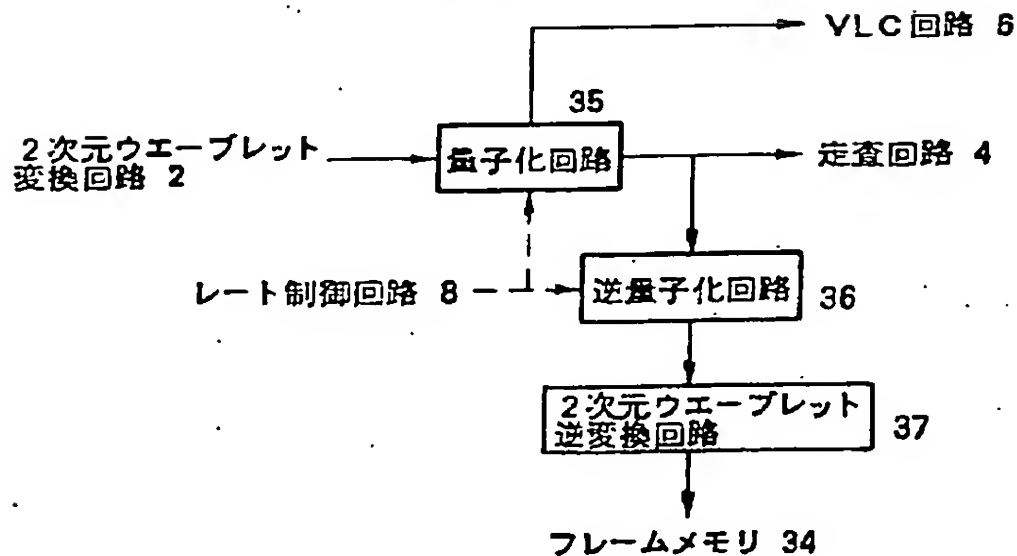 VLC回路 6
35
2次元ウエーブレット
変換回路 2
量子化回路
走査回路 4
レート制御回路 8
逆量子化回路
36
2次元ウエーブレット
逆変換回路
37
フレームメモリ 34